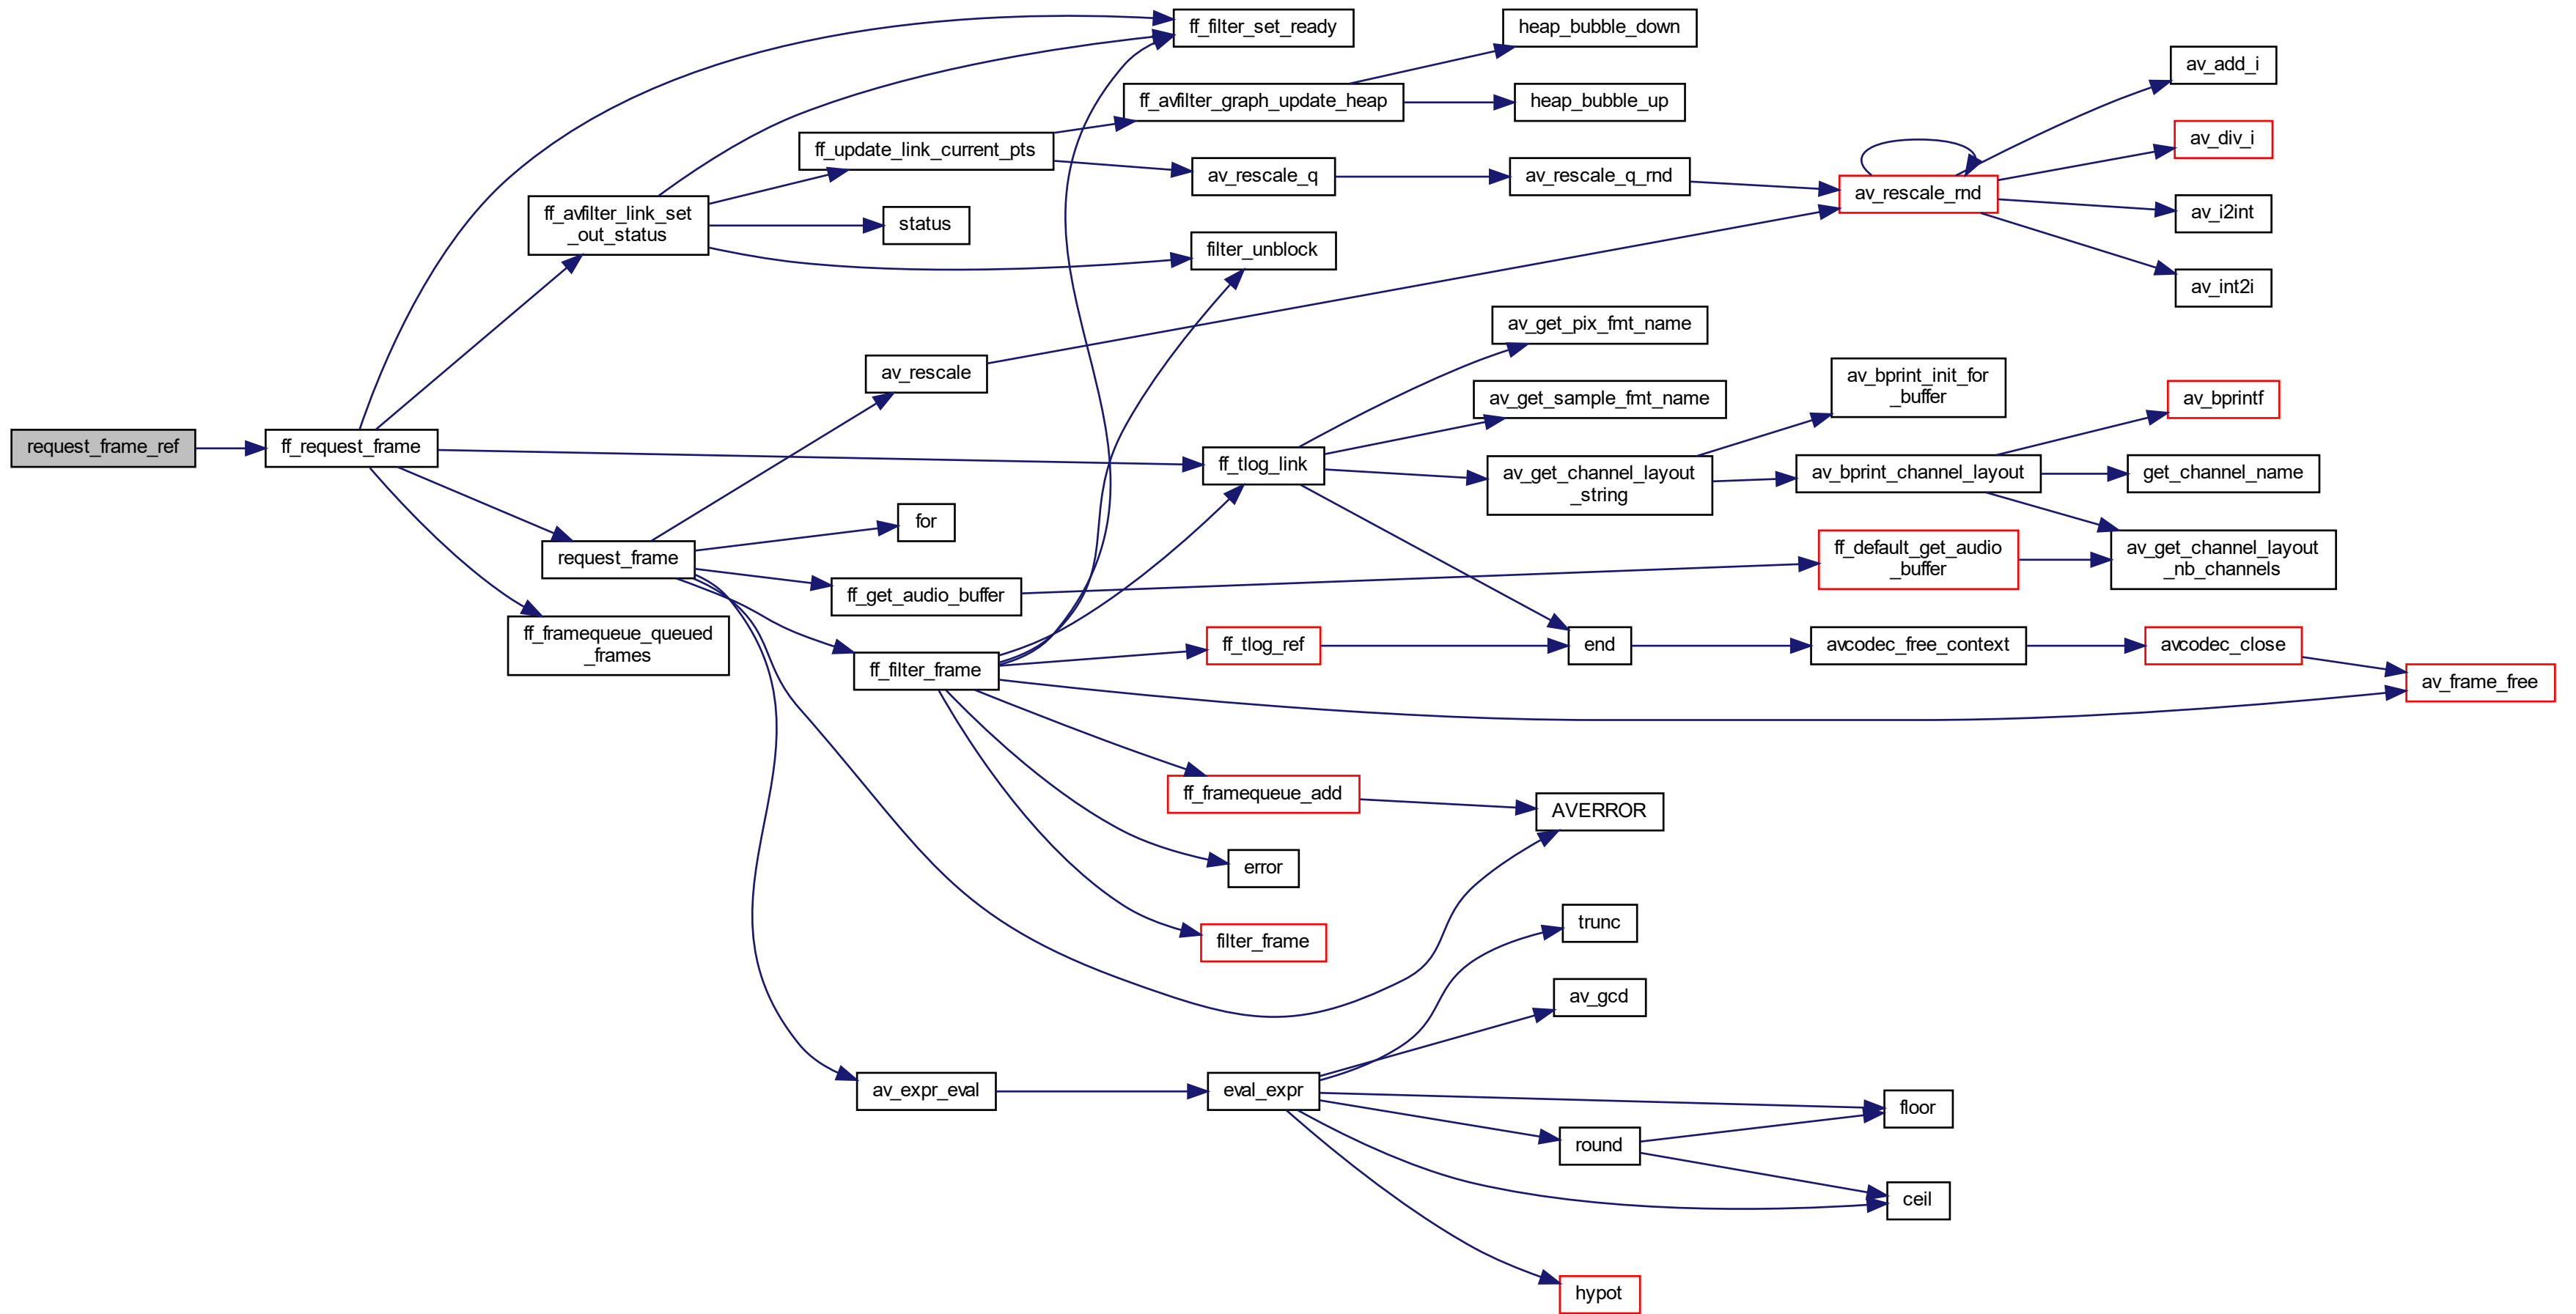 ff_filter_set_ready
heap_bubble_down
av_add_i
ff_avfilter_graph_update_heap
heap_bubble_up
av_div_i
ff_update_link_current_pts
av_rescale_q
av_rescale_q_rnd
av_rescale_rnd
ff_avfilter_link_set
_out_status
status
av_i2int
filter_unblock
av_int2i
av_get_pix_fmt_name
av_rescale
av_get_sample_fmt_name
av_bprint_init_for
_buffer
av_bprintf
request_frame_ref
ff_request_frame
ff_tlog_link
av_get_channel_layout
_string
av_bprint_channel_layout
get_channel_name
for
request_frame
ff_default_get_audio
_buffer
av_get_channel_layout
_nb_channels
ff_get_audio_buffer
ff_framequeue_queued
_frames
ff_tlog_ref
end
avcodec_free_context
avcodec_close
ff_filter_frame
av_frame_free
ff_framequeue_add
AVERROR
error
trunc
filter_frame
av_gcd
av_expr_eval
eval_expr
floor
round
ceil
hypot